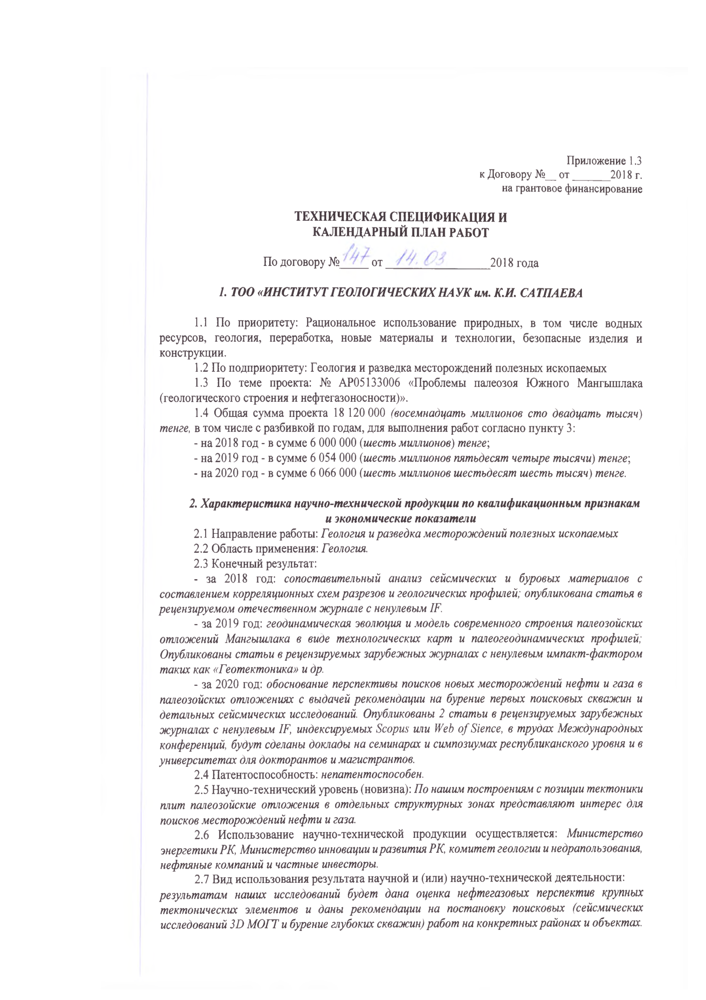 Приложение 1.3
к Договору №__ от _______2018 г.
на грантовое финансирование
ТЕХНИЧЕСКАЯ СПЕЦИФИКАЦИЯ И
КАЛЕНДАРНЫЙ ПЛАН РАБОТ
По договору № 147 от 14.03 2018 года
1. ТОО «ИНСТИТУТ ГЕОЛОГИЧЕСКИХ НАУК им. К.И. САТПАЕВА
1.1 По приоритету: Рациональное использование природных, в том числе водных
ресурсов, геология, переработка, новые материалы и технологии, безопасные изделия и
конструкции.
1.2 По подприоритету: Геология и разведка месторождений полезных ископаемых
1.3 По теме проекта: № АР05133006 «Проблемы палеозоя Южного Мангышлака
(геологического строения и нефтегазоносности)».
1.4 Общая сумма проекта 18 120 000 (восемнадцать миллионов сто двадцать тысяч)
тенге, в том числе с разбивкой по годам, для выполнения работ согласно пункту 3:
- на 2018 год - в сумме 6 000 000 (шесть миллионов) тенге;
- на 2019 год - в сумме 6 054 000 (шесть миллионов пятьдесят четыре тысячи) тенге;
- на 2020 год - в сумме 6 066 000 (шесть миллионов шестьдесят шесть тысяч) тенге.
2. Характеристика научно-технической продукции по квалификационным признакам
и экономические показатели
2.1 Направление работы: Геология и разведка месторождений полезных ископаемых
2.2 Область применения: Геология.
2.3 Конечный результат:
- за 2018 год: сопоставительный анализ сейсмических и буровых материалов с
составлением корреляционных схем разрезов и геологических профилей; опубликована статья в
рецензируемом отечественном журнале с ненулевым IF.
- за 2019 год: геодинамическая эволюция и модель современного строения палеозойских
отложений Мангышлака в виде технологических карт и палеогеодинамических профилей;
Опубликованы статьи в рецензируемых зарубежных журналах с ненулевым импакт-фактором
таких как «Геотектоника» и др.
- за 2020 год: обоснование перспективы поисков новых месторождений нефти и газа в
палеозойских отложениях с выдачей рекомендации на бурение первых поисковых скважин и
детальных сейсмических исследований. Опубликованы 2 статьи в рецензируемых зарубежных
журналах с ненулевым IF, индексируемых Scopus или Web of Sience, в трудах Международных
конференций, будут сделаны доклады на семинарах и симпозиумах республиканского уровня и в
университетах для докторантов и магистрантов.
2.4 Патентоспособность: непатентоспособен.
2.5 Научно-технический уровень (новизна): По нашим построениям с позиции тектоники
плит палеозойские отложения в отдельных структурных зонах представляют интерес для
поисков месторождений нефти и газа.
2.6 Использование научно-технической продукции осуществляется: Министерство
энергетики РК, Министерство инновации и развития РК, комитет геологии и недрапользования,
нефтяные компаний и частные инвесторы.
2.7 Вид использования результата научной и (или) научно-технической деятельности:
результатам наших исследований будет дана оценка нефтегазовых перспектив крупных
тектонических элементов и даны рекомендации на постановку поисковых (сейсмических
исследований 3D МОГТ и бурение глубоких скважин) работ на конкретных районах и объектах.